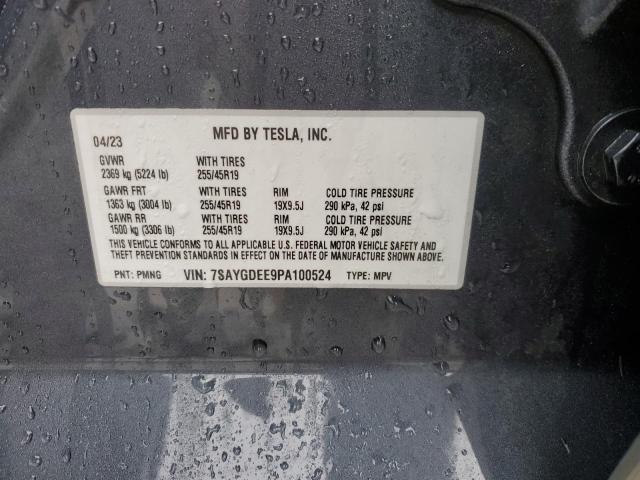 MFD BY TESLA, INC.
04/23
GVWR WITH TIRES
2369 kg (5224 lb) 255/45R19
GAWR FRT WITH TIRES RIM COLD TIRE PRESSURE
1363 kg (3004 lb) 255/45R19 19X9.5J 290 kPa, 42 psi
GAWR RR WITH TIRES RIM COLD TIRE PRESSURE
1500 kg (3306 lb) 255/45R19 19X9.5J 290 kPa, 42 psi
THIS VEHICLE CONFORMS TO ALL APPLICABLE U.S. FEDERAL MOTOR VEHICLE SAFETY AND
THEFT PREVENTION STANDARDS IN EFFECT ON THE DATE OF MANUFACTURE SHOWN ABOVE.
PNT: PMNG VIN: 7SAYGDEE9PA100524 TYPE: MPV